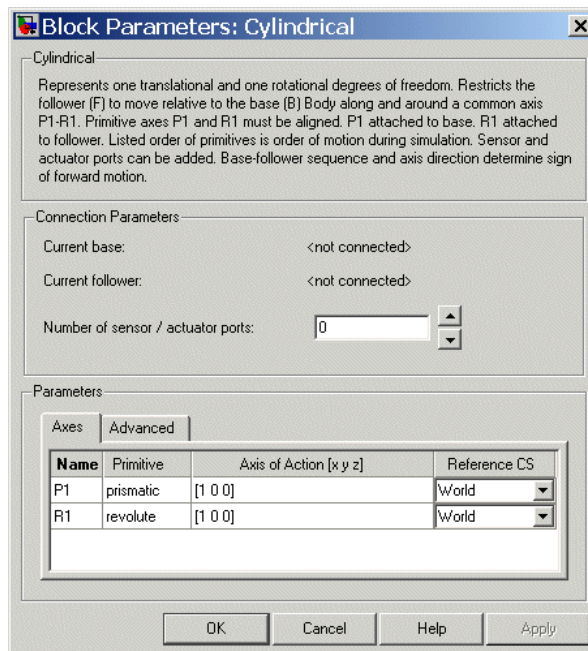 Block Parameters: Cylindrical
Cylindrical
Represents one translational and one rotational degrees of freedom. Restricts the
follower (F) to move relative to the base (B) Body along and around a common axis
P1-R1. Primitive axes P1 and R1 must be aligned. P1 attached to base. R1 attached
to follower. Listed order of primitives is order of motion during simulation. Sensor and
actuator ports can be added. Base-follower sequence and axis direction determine sign
of forward motion.
Connection Parameters
Current base: <not connected>
Current follower: <not connected>
Number of sensor / actuator ports: 0
Parameters
Axes Advanced
Name Primitive Axis of Action [x y z] Reference CS
P1 prismatic [1 0 0] World
R1 revolute [1 0 0] World
OK Cancel Help Apply